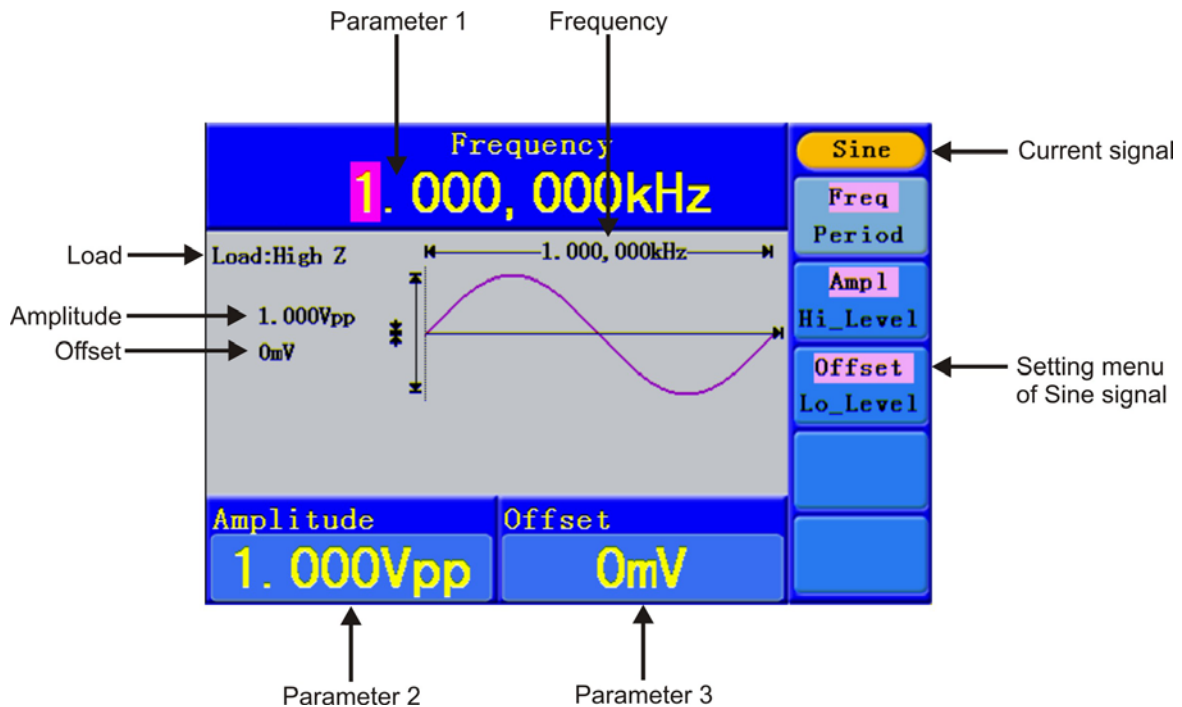 Parameter 1
Frequency
Frequency
1.000,000kHz
Sine
Current signal
Freq
Period
Load
Load:High Z
1.000,000kHz
Ampl
Hi_Level
Amplitude
1.000Vpp
Offset
0mV
Offset
Lo_Level
Setting menu
of Sine signal
Amplitude
1.000Vpp
Offset
0mV
Parameter 2
Parameter 3